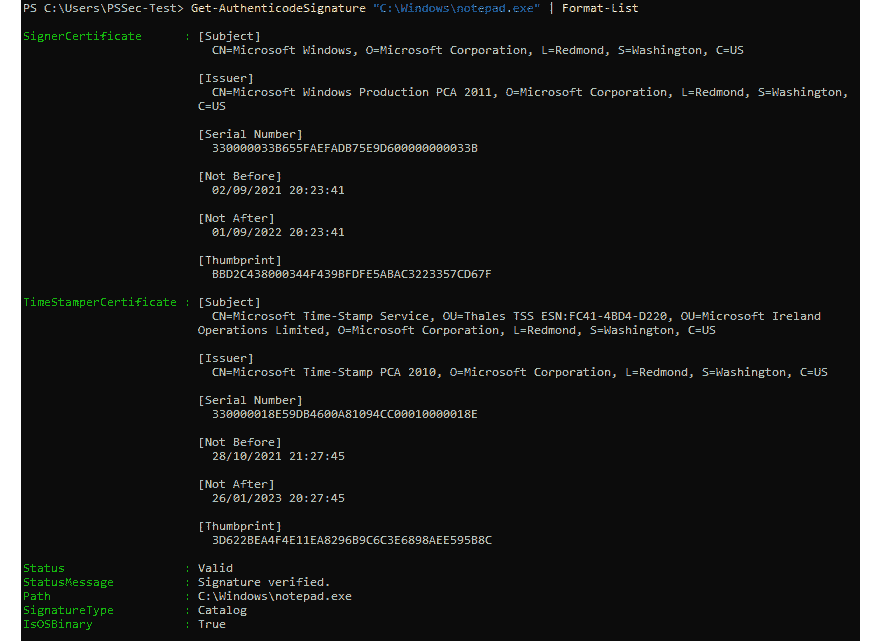 PS C:\Users\PSSec-Test> Get-AuthenticodeSignature "C:\Windows\notepad.exe" | Format-List
SignerCertificate : [Subject]
CN=Microsoft Windows, O=Microsoft Corporation, L=Redmond, S=Washington, C=US
[Issuer]
CN=Microsoft Windows Production PCA 2011, O=Microsoft Corporation, L=Redmond, S=Washington,
C=US
[Serial Number]
330000033B655FAEFADB75E9D600000000033B
[Not Before]
02/09/2021 20:23:41
[Not After]
01/09/2022 20:23:41
[Thumbprint]
BBD2C438000344F439BFDFE5ABAC3223357CD67F
TimeStamperCertificate : [Subject]
CN=Microsoft Time-Stamp Service, OU=Thales TSS ESN:FC41-4BD4-D220, OU=Microsoft Ireland
Operations Limited, O=Microsoft Corporation, L=Redmond, S=Washington, C=US
[Issuer]
CN=Microsoft Time-Stamp PCA 2010, O=Microsoft Corporation, L=Redmond, S=Washington, C=US
[Serial Number]
330000018E59DB4600A81094CC00010000018E
[Not Before]
28/10/2021 21:27:45
[Not After]
26/01/2023 20:27:45
[Thumbprint]
3D622BEA4F4E11EA8296B9C6C3E6898AEE595B8C
Status : Valid
StatusMessage : Signature verified.
Path : C:\Windows\notepad.exe
SignatureType : Catalog
IsOSBinary : True